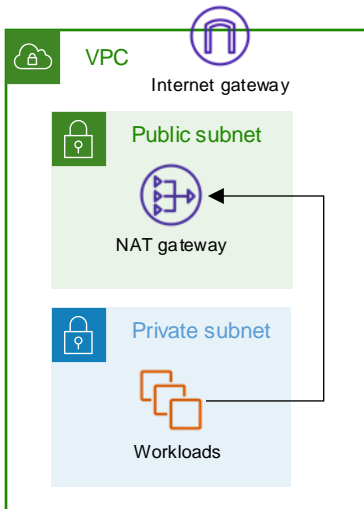 VPC
Internet gateway
Public subnet
NAT gateway
Private subnet
Workloads